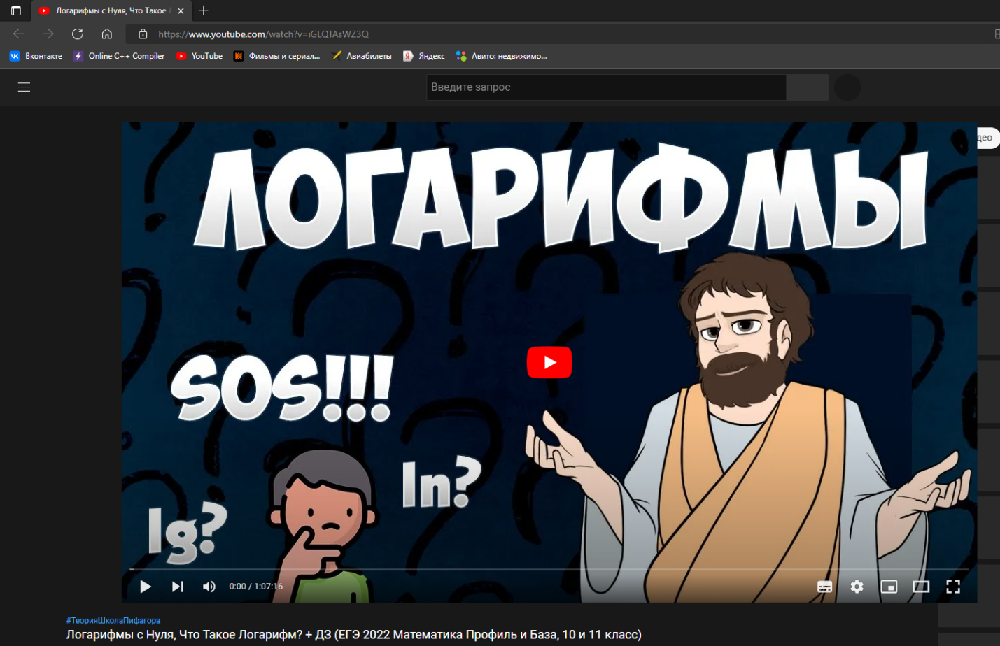 Логарифмы с Нуля, Что Такое
https://www.youtube.com/watch?v=iGLQTAsWZ3Q
Вконтакте Online C++ Compiler YouTube Фильмы и сериал... Авиабилеты Яндекс Авито: недвижимо...
Введите запрос
ЛОГАРИФМЫ
SOS!!!
ln?
lg?
0:00 / 1:07:16
#ТеорияШколаПифагора
Логарифмы с Нуля, Что Такое Логарифм? + ДЗ (ЕГЭ 2022 Математика Профиль и База, 10 и 11 класс)